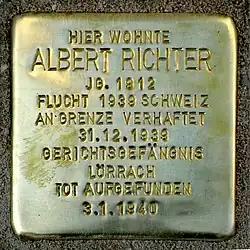 HIER WOHNTE
ALBERT RICHTER
JG. 1912
FLUCHT 1939 SCHWEIZ
AN GRENZE VERHAFTET
31.12.1939
GERICHTSGEFÄNGNIS
LÖRRACH
TOT AUFGEFUNDEN
3.1.1940